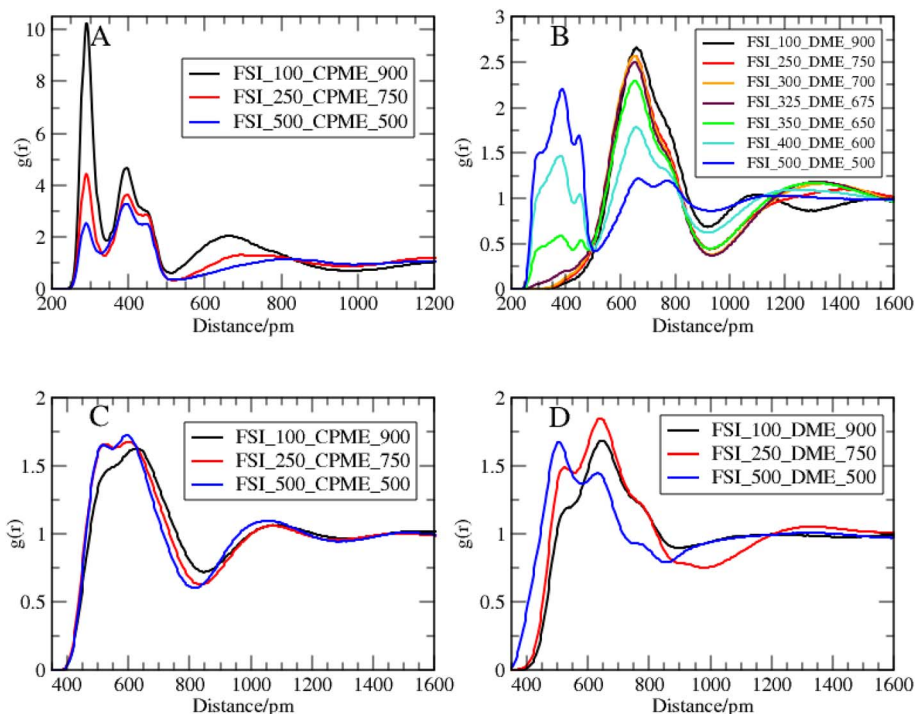 A
FSI_100_CPME_900
FSI_250_CPME_750
FSI_500_CPME_500
g(r)
10
8
6
4
2
0
200 400 600 800 1000 1200
Distance/pm
B
FSI_100_DME_900
FSI_250_DME_750
FSI_300_DME_700
FSI_325_DME_675
FSI_350_DME_650
FSI_400_DME_600
FSI_500_DME_500
g(r)
3
2.5
2
1.5
1
0.5
0
200 400 600 800 1000 1200 1400 1600
Distance/pm
C
FSI_100_CPME_900
FSI_250_CPME_750
FSI_500_CPME_500
g(r)
2
1.5
1
0.5
0
400 600 800 1000 1200 1400 1600
Distance/pm
D
FSI_100_DME_900
FSI_250_DME_750
FSI_500_DME_500
g(r)
2
1.5
1
0.5
0
400 600 800 1000 1200 1400 1600
Distance/pm